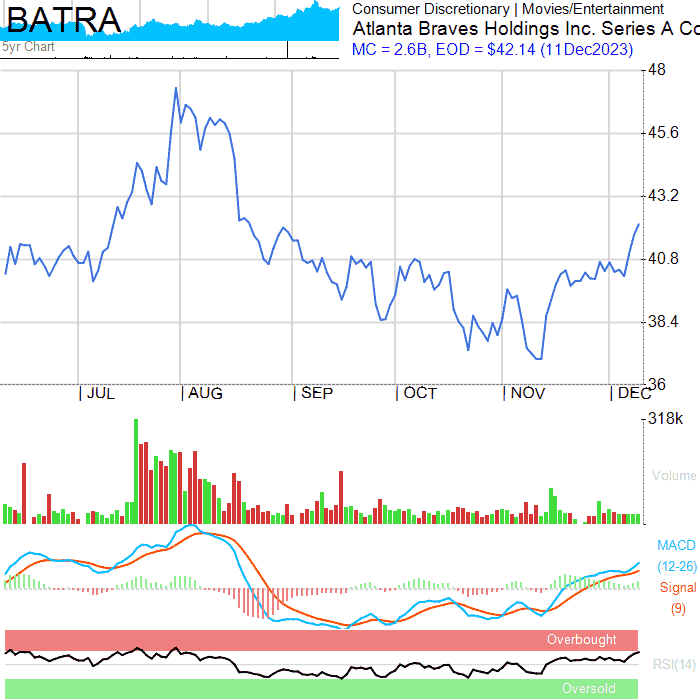 BATRA
5yr Chart
Consumer Discretionary | Movies/Entertainment
Atlanta Braves Holdings Inc. Series A Co
MC = 2.6B, EOD = $42.14 (11Dec2023)
48
45.6
43.2
40.8
38.4
36
JUL AUG SEP OCT NOV DEC
318k
Volume
MACD
(12-26)
Signal
(9)
Overbought
RSI(14)
Oversold